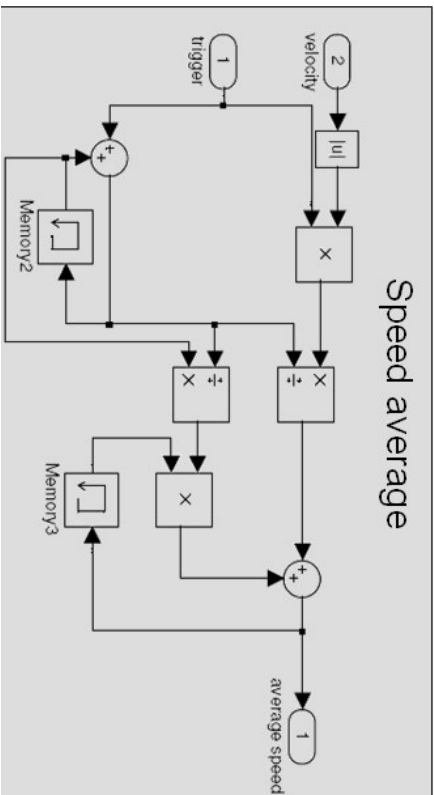 Speed average
2
velocity
|u|
×
×
÷
1
trigger
+
+
Memory2
÷
×
×
Memory3
+
+
1
average speed